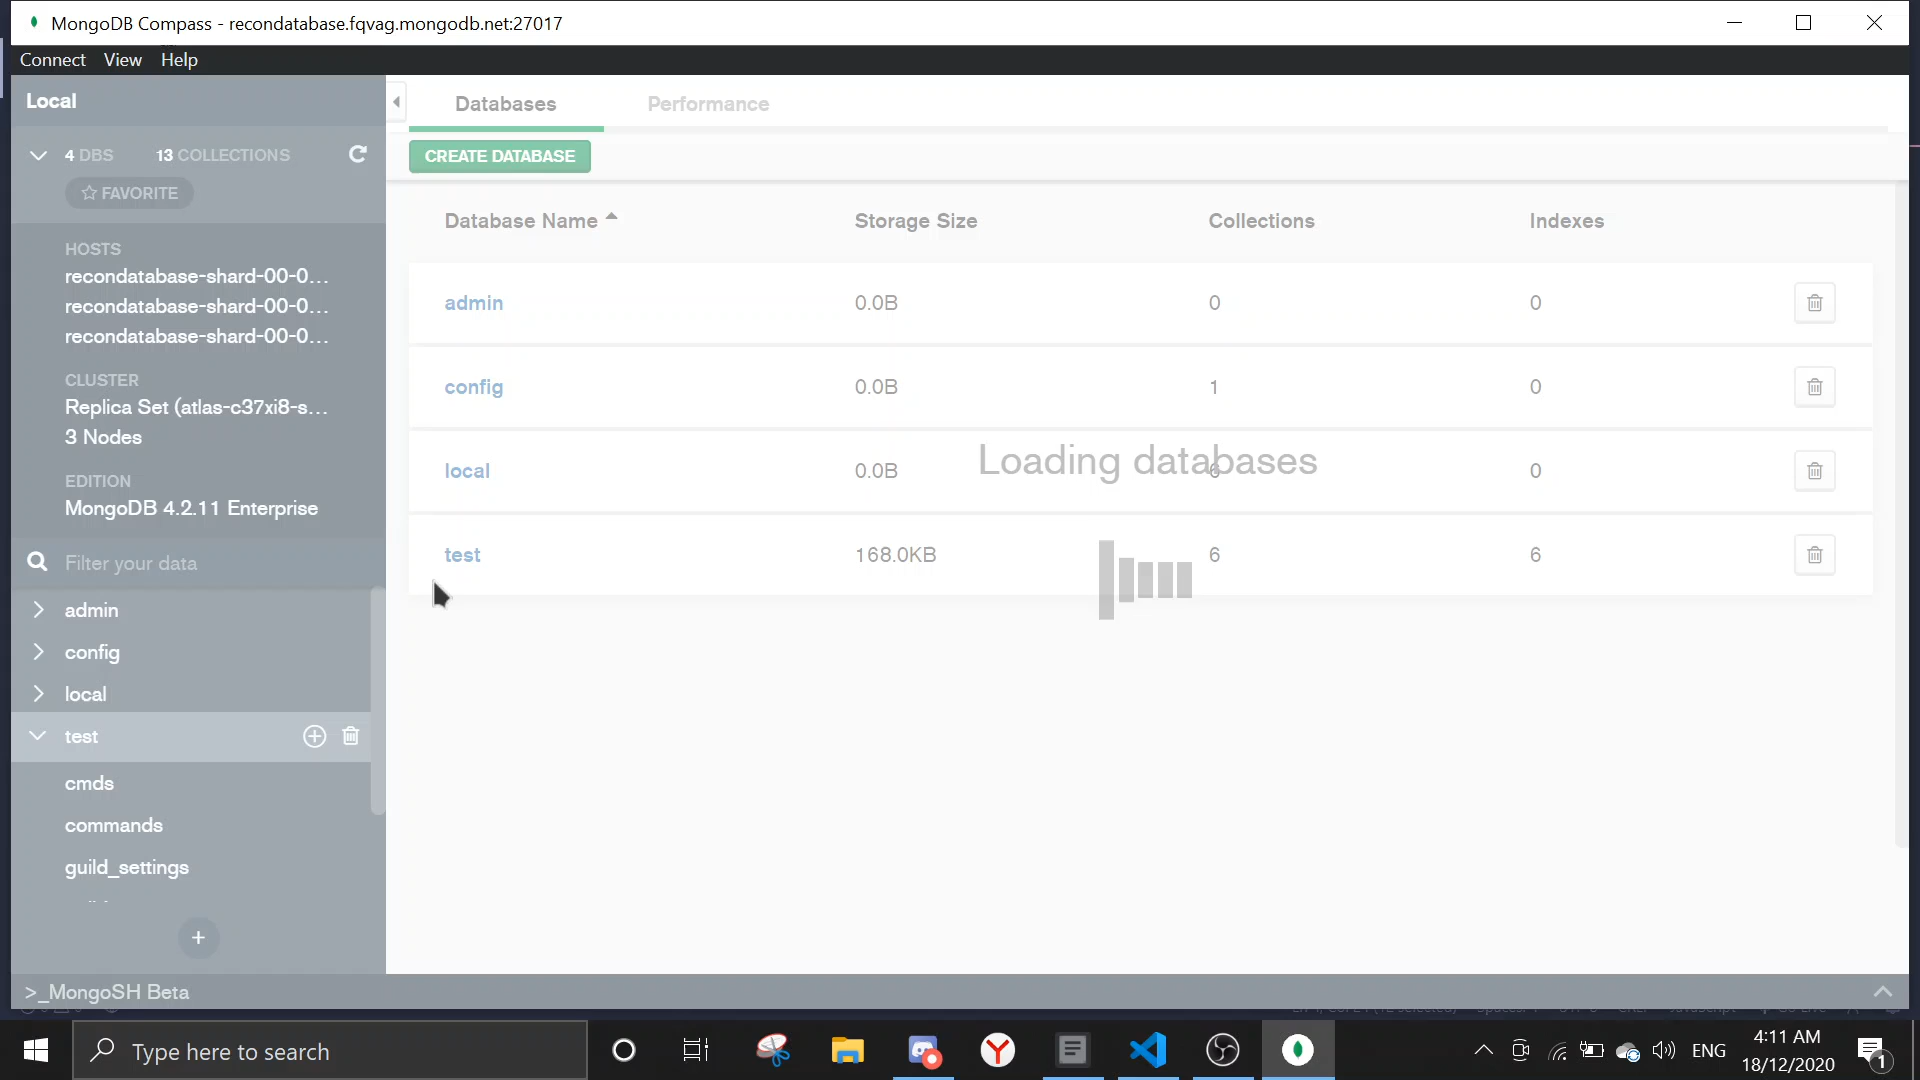 MongoDB Compass - recondatabase.fqvag.mongodb.net:27017
Connect View Help
Local
4 DBS 13 COLLECTIONS
FAVORITE
HOSTS
recondatabase-shard-00-0...
recondatabase-shard-00-0...
recondatabase-shard-00-0...
CLUSTER
Replica Set (atlas-c37xi8-s...
3 Nodes
EDITION
MongoDB 4.2.11 Enterprise
Filter your data
admin
config
local
test
cmds
commands
guild_settings
+
Databases Performance
CREATE DATABASE
Database Name Storage Size Collections Indexes
admin 0.0B 0 0
config 0.0B 1 0
local 0.0B 6 0
Loading databases
test 168.0KB 6 6
>_MongoSH Beta
Type here to search
ENG
4:11 AM
18/12/2020
1